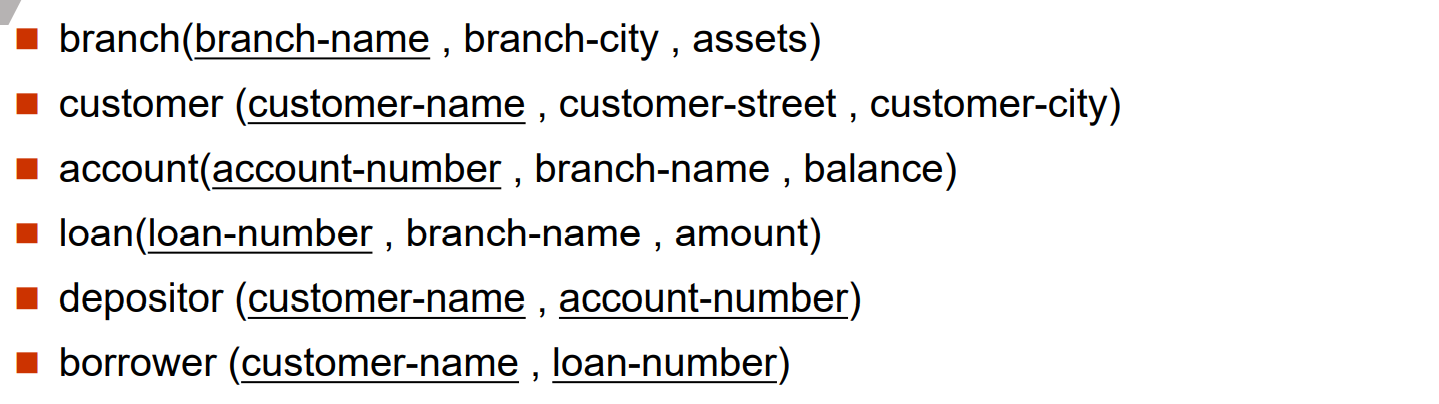 branch(branch-name , branch-city , assets)
customer (customer-name , customer-street , customer-city)
account(account-number , branch-name , balance)
loan(loan-number , branch-name , amount)
depositor (customer-name , account-number)
borrower (customer-name , loan-number)